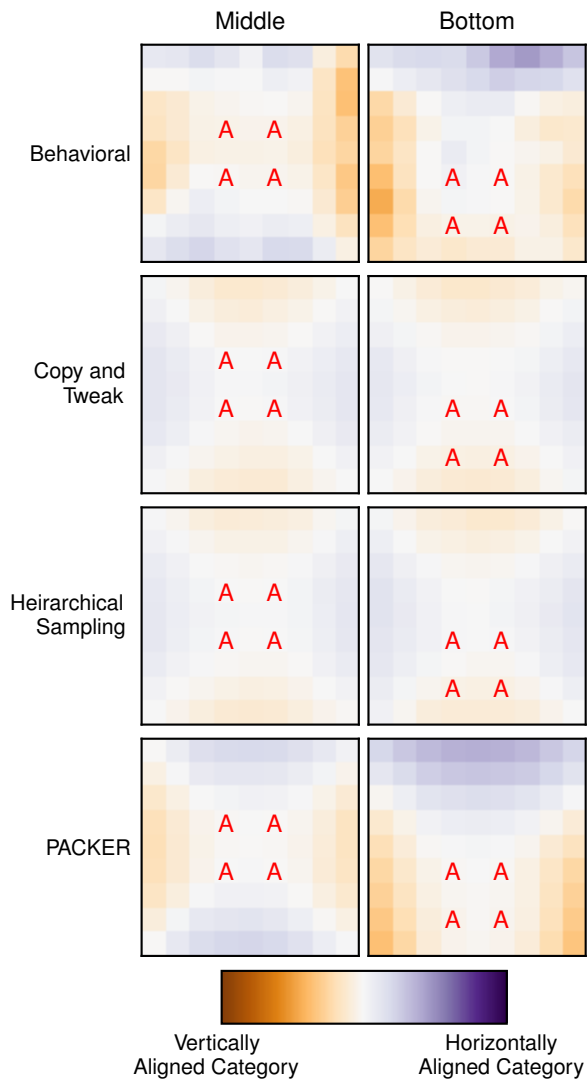 Middle Bottom
Behavioral
A A A A
A A A A
Copy and
Tweak
A A
A A A A
A A
Heirarchical
Sampling
A A
A A A A
A A
PACKER
A A
A A A A
A A
Vertically
Aligned Category
Horizontally
Aligned Category